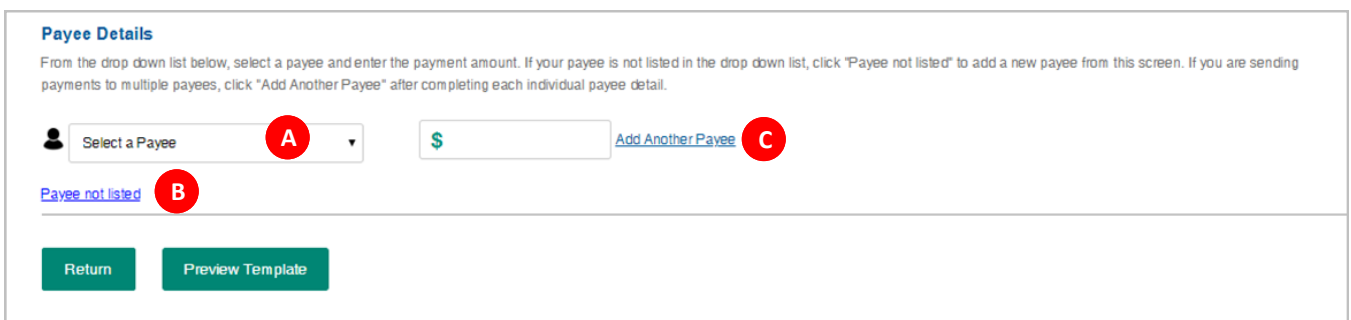 Payee Details
From the drop down list below, select a payee and enter the payment amount. If your payee is not listed in the drop down list, click "Payee not listed" to add a new payee from this screen. If you are sending
payments to multiple payees, click "Add Another Payee" after completing each individual payee detail.
Select a Payee A $ Add Another Payee C
Payee not listed B
Return Preview Template